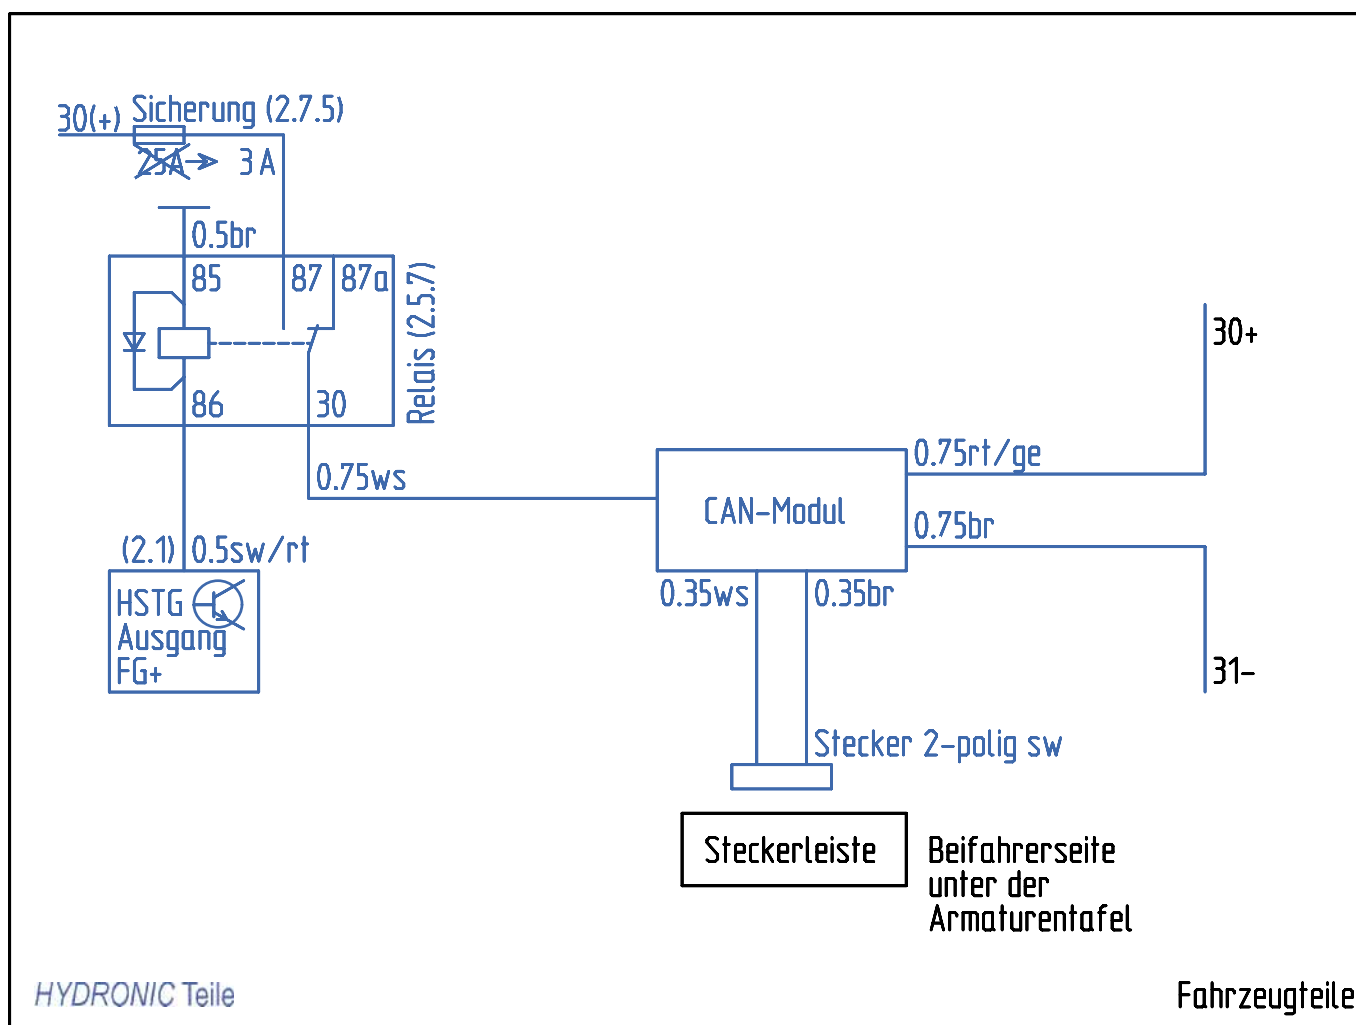 Sicherung (2.7.5)
30(+)
25A
3 A
0.5br
85
87
87a
Relais (2.5.7)
86
30
0.75ws
(2.1)
0.5sw/rt
HSTG
Ausgang
FG+
CAN-Modul
0.75rt/ge
30+
0.75br
31-
0.35ws
0.35br
Stecker 2-polig sw
Steckerleiste
Beifahrerseite
unter der
Armaturentafel
HYDRONIC Teile
Fahrzeugteile